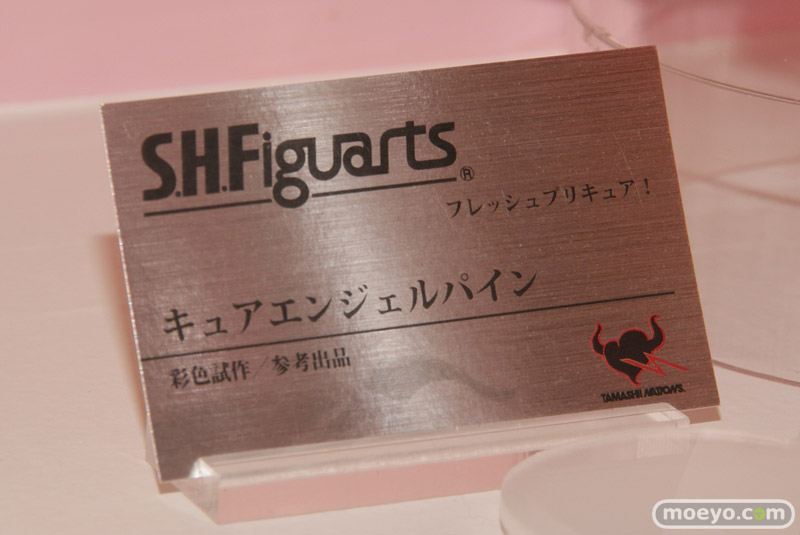 S.H.Figuarts®
フレッシュプリキュア！
キュアエンジェルパイン
彩色試作／参考出品
TAMASHII NATIONS.
moeyo.com